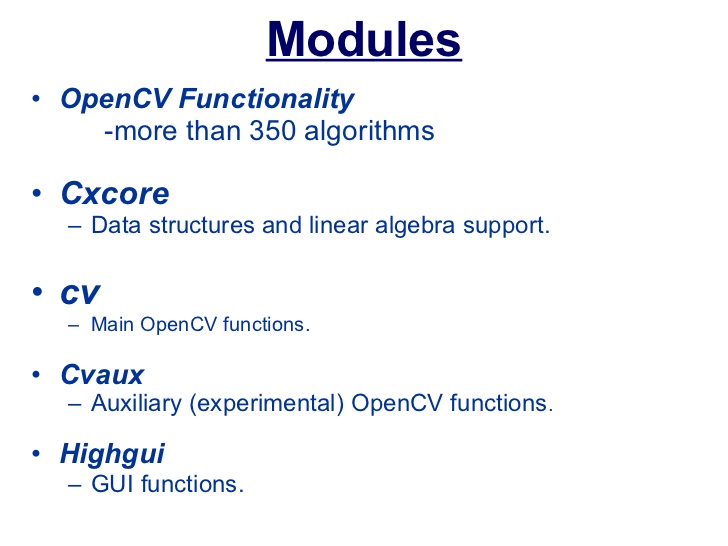 Modules
• OpenCV Functionality
-more than 350 algorithms
• Cxcore
– Data structures and linear algebra support.
• cv
– Main OpenCV functions.
• Cvaux
– Auxiliary (experimental) OpenCV functions.
• Highgui
– GUI functions.